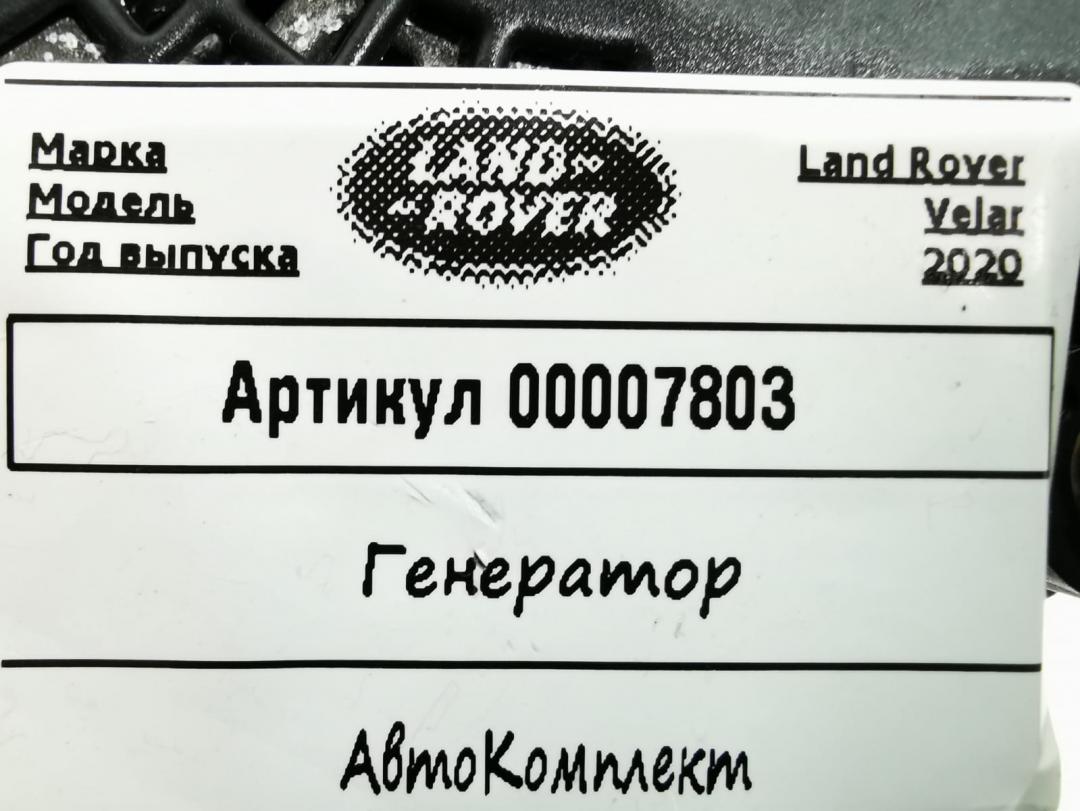 Марка
Модель
Год выпуска
LAND-
-ROVER
Land Rover
Velar
2020
Артикул 00007803
Генератор
АвтоКомплект